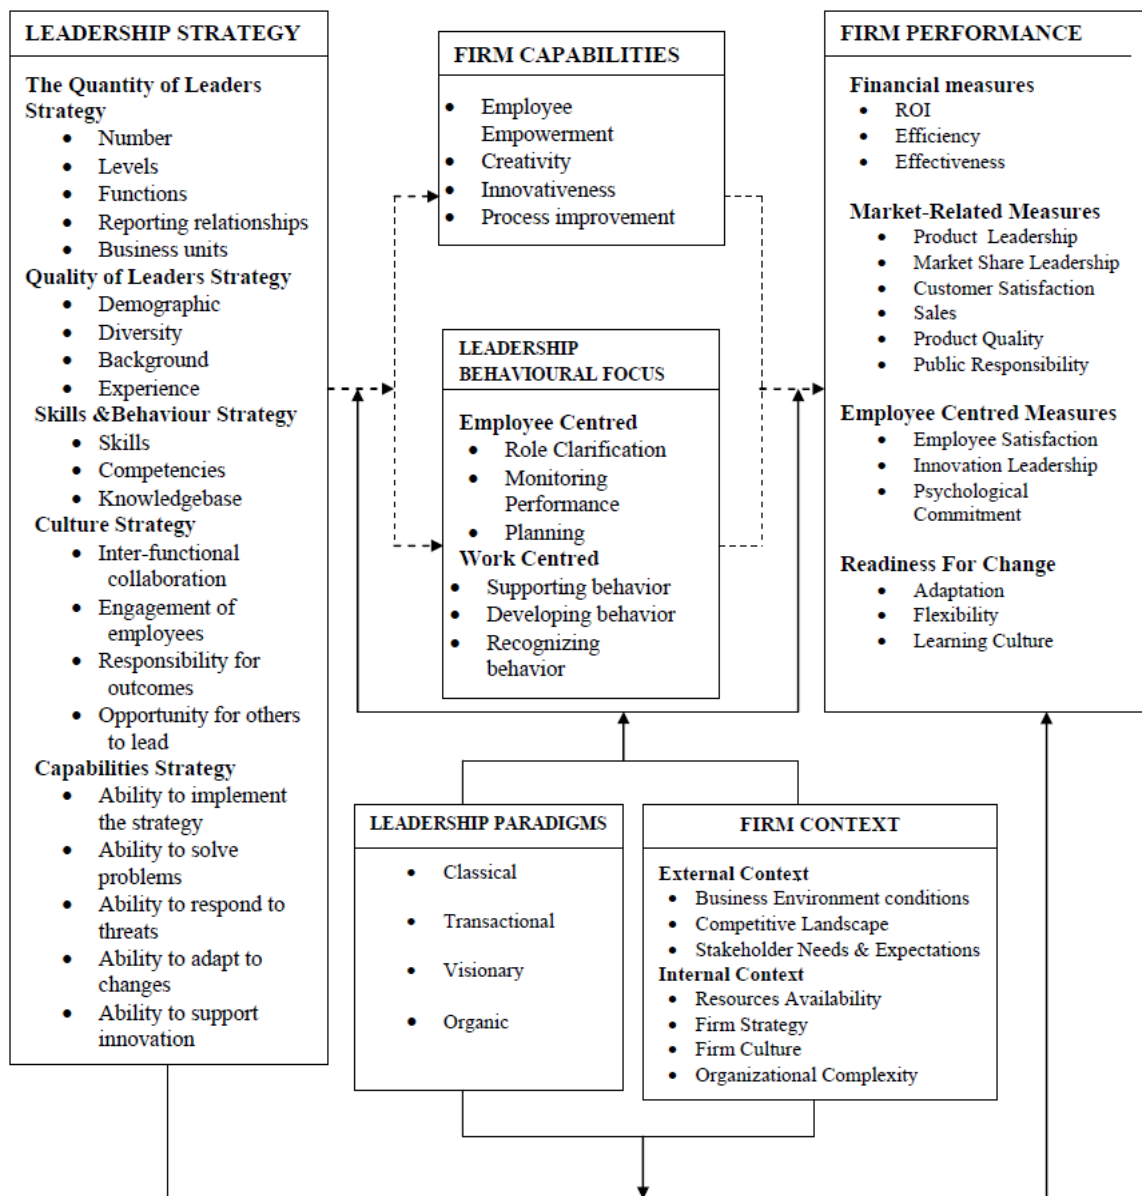 LEADERSHIP STRATEGY
The Quantity of Leaders
Strategy
• Number
• Levels
• Functions
• Reporting relationships
• Business units
Quality of Leaders Strategy
• Demographic
• Diversity
• Background
• Experience
Skills &Behaviour Strategy
• Skills
• Competencies
• Knowledgebase
Culture Strategy
• Inter-functional
collaboration
• Engagement of
employees
• Responsibility for
outcomes
• Opportunity for others
to lead
Capabilities Strategy
• Ability to implement
the strategy
• Ability to solve
problems
• Ability to respond to
threats
• Ability to adapt to
changes
• Ability to support
innovation
FIRM CAPABILITIES
• Employee
Empowerment
• Creativity
• Innovativeness
• Process improvement
LEADERSHIP
BEHAVIOURAL FOCUS
Employee Centred
• Role Clarification
• Monitoring
Performance
• Planning
Work Centred
• Supporting behavior
• Developing behavior
• Recognizing
behavior
LEADERSHIP PARADIGMS
• Classical
• Transactional
• Visionary
• Organic
FIRM CONTEXT
External Context
• Business Environment conditions
• Competitive Landscape
• Stakeholder Needs & Expectations
Internal Context
• Resources Availability
• Firm Strategy
• Firm Culture
• Organizational Complexity
FIRM PERFORMANCE
Financial measures
• ROI
• Efficiency
• Effectiveness
Market-Related Measures
• Product Leadership
• Market Share Leadership
• Customer Satisfaction
• Sales
• Product Quality
• Public Responsibility
Employee Centred Measures
• Employee Satisfaction
• Innovation Leadership
• Psychological
Commitment
Readiness For Change
• Adaptation
• Flexibility
• Learning Culture